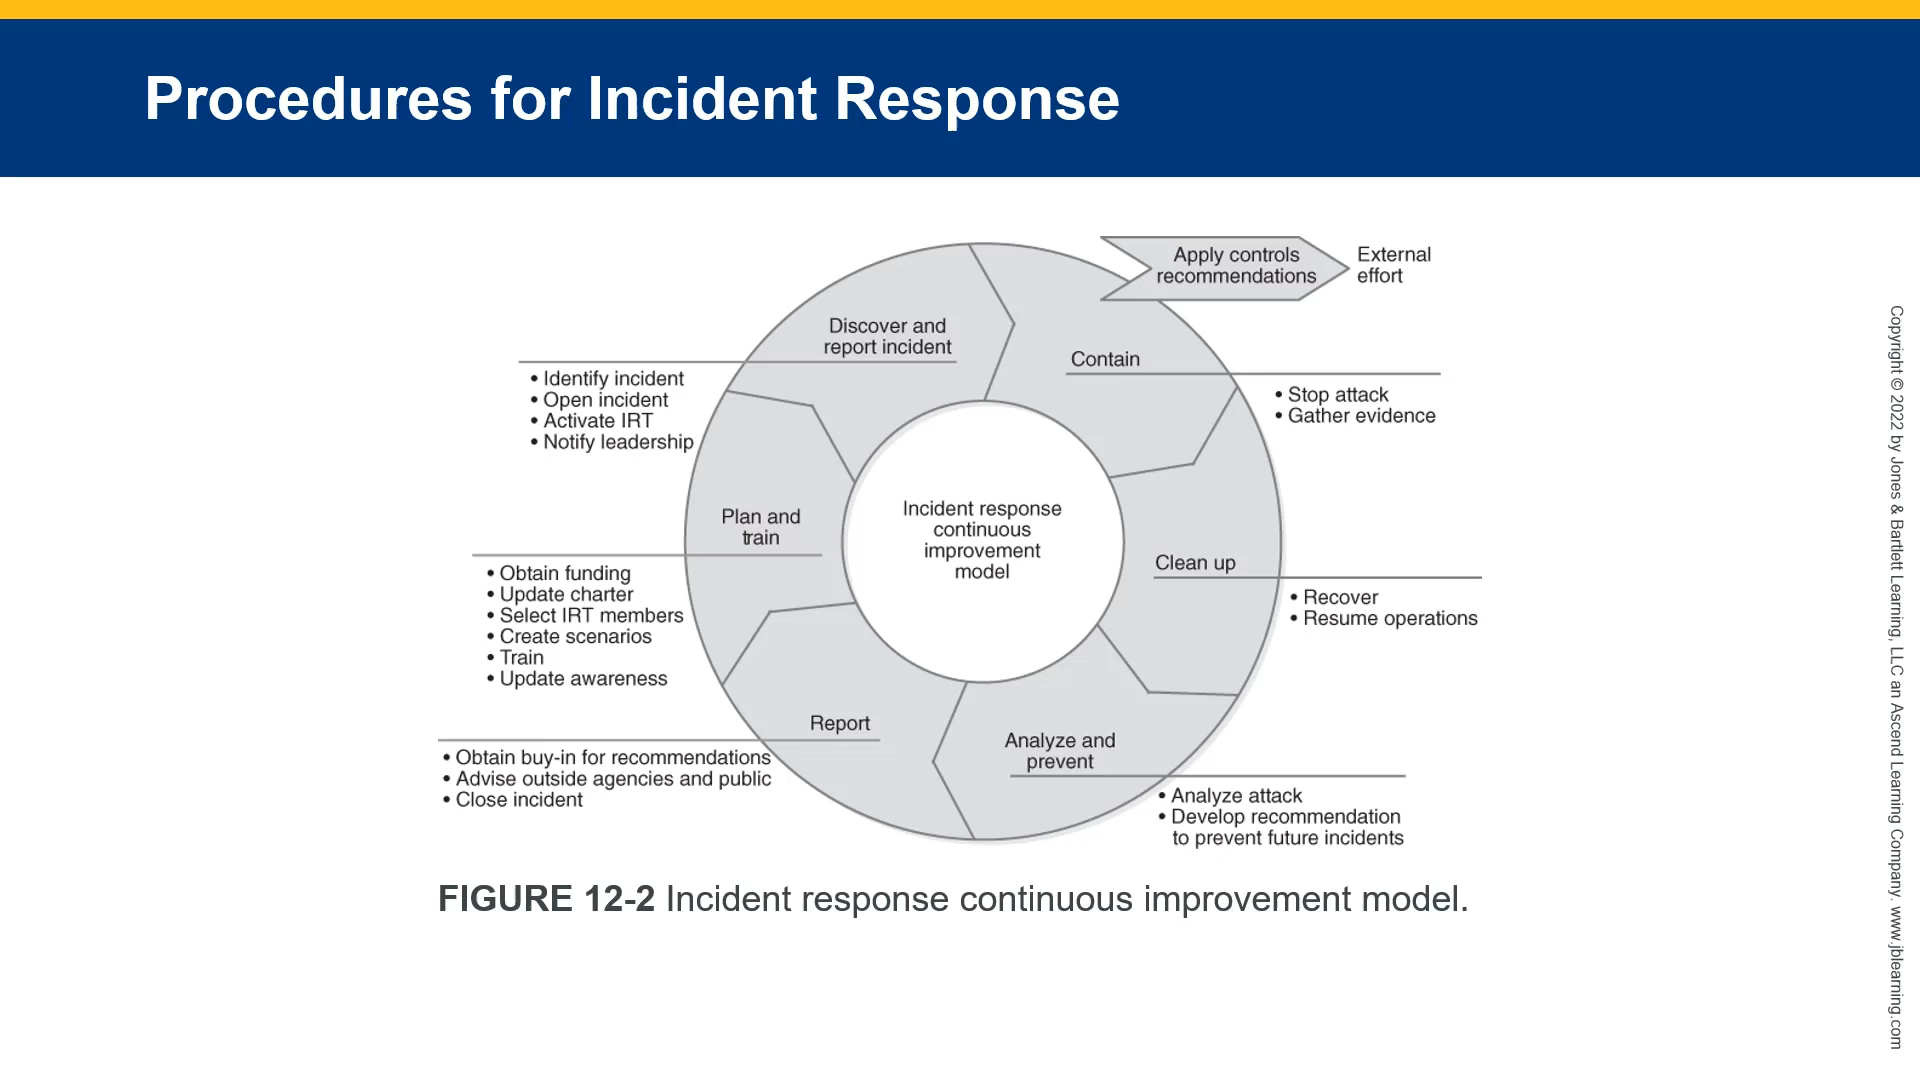 Procedures for Incident Response
Apply controls
recommendations
External
effort
Discover and
report incident
• Identify incident
• Open incident
• Activate IRT
• Notify leadership
Contain
• Stop attack
• Gather evidence
Incident response
continuous
improvement
model
Plan and
train
• Obtain funding
• Update charter
• Select IRT members
• Create scenarios
• Train
• Update awareness
Clean up
• Recover
• Resume operations
Report
• Obtain buy-in for recommendations
• Advise outside agencies and public
• Close incident
Analyze and
prevent
• Analyze attack
• Develop recommendation
to prevent future incidents
FIGURE 12-2 Incident response continuous improvement model.
Copyright © 2022 by Jones & Bartlett Learning, LLC an Ascend Learning Company. www.jblearning.com